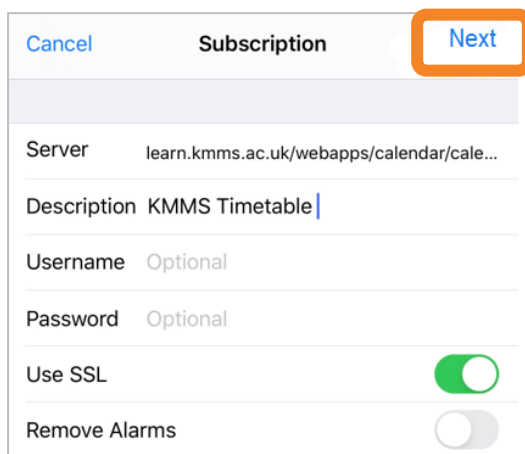 Cancel Subscription Next
Server learn.kmms.ac.uk/webapps/calendar/cale...
Description KMMS Timetable
Username Optional
Password Optional
Use SSL
Remove Alarms